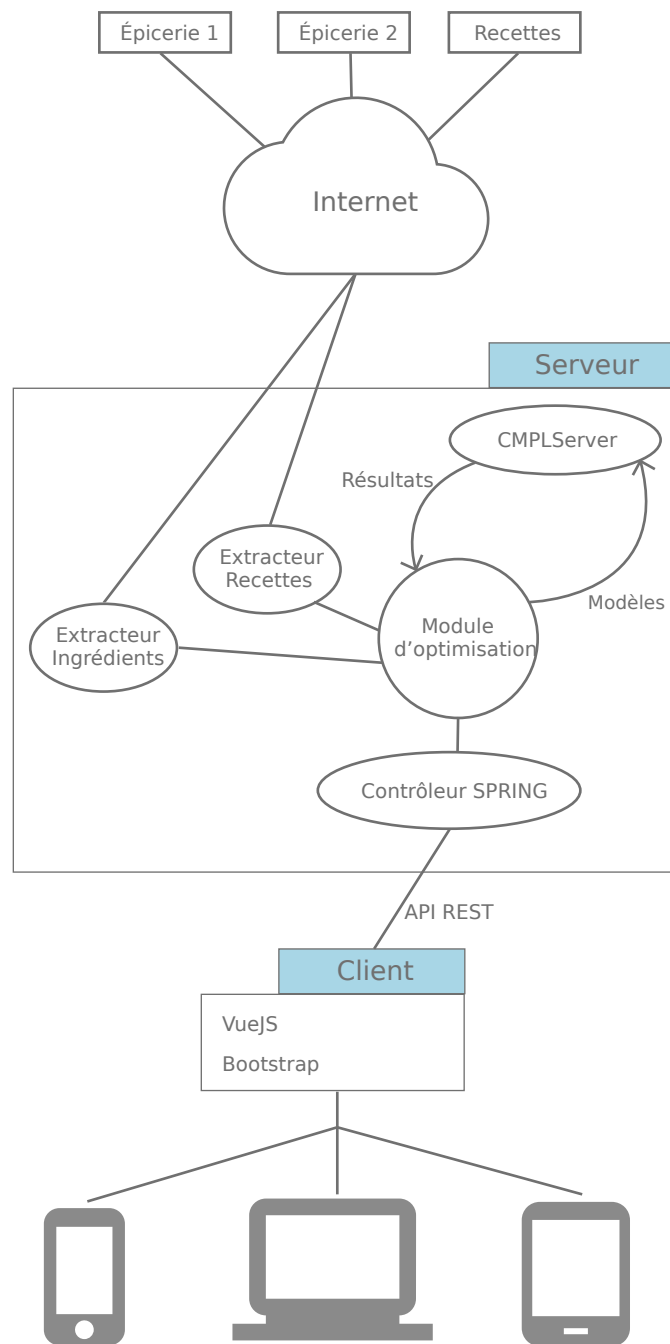 Épicerie 1
Épicerie 2
Recettes
Internet
Serveur
CMPLServer
Résultats
Extracteur
Recettes
Modèles
Module
d’optimisation
Extracteur
Ingrédients
Contrôleur SPRING
API REST
Client
VueJS
Bootstrap